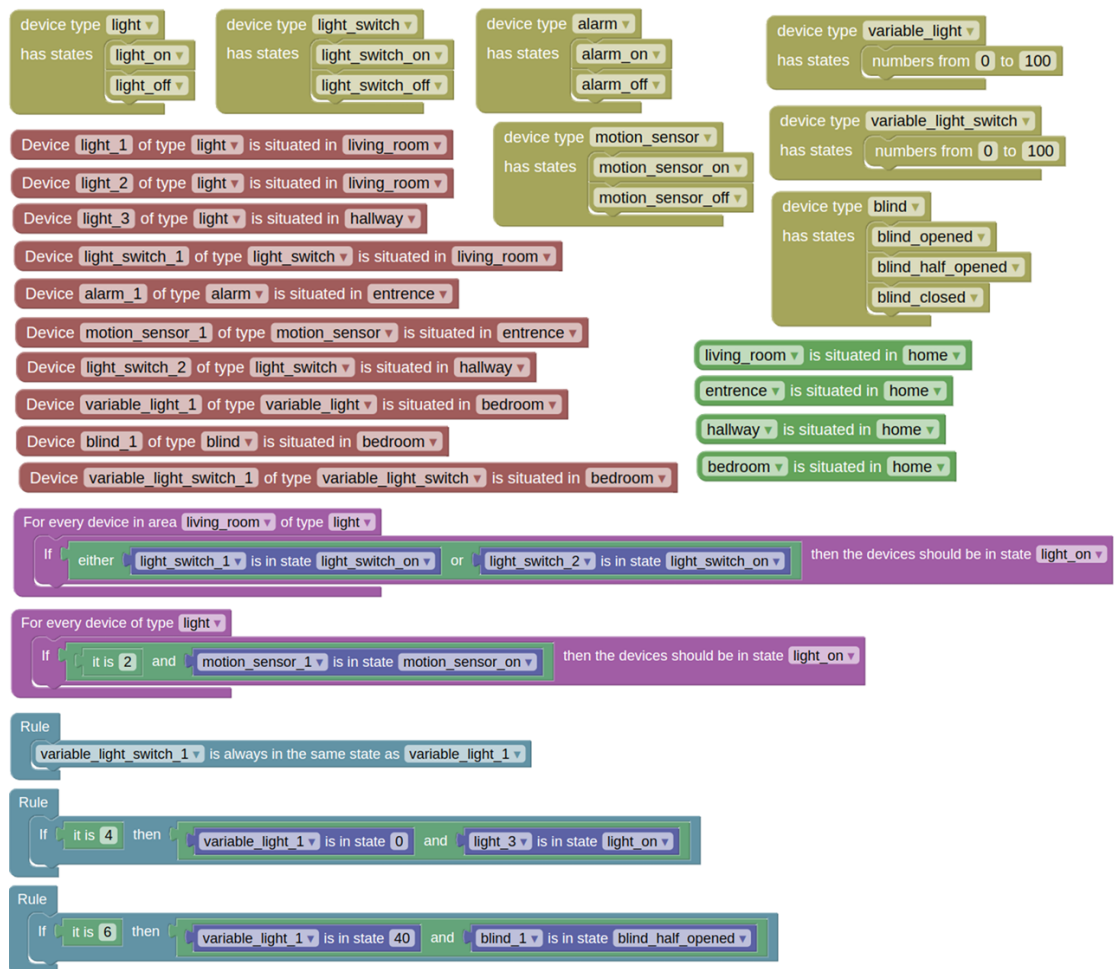 device type light
has states light_on
light_off
device type light_switch
has states light_switch_on
light_switch_off
device type alarm
has states alarm_on
alarm_off
device type variable_light
has states numbers from 0 to 100
device type motion_sensor
has states motion_sensor_on
motion_sensor_off
device type variable_light_switch
has states numbers from 0 to 100
device type blind
has states blind_opened
blind_half_opened
blind_closed
Device light_1 of type light is situated in living_room
Device light_2 of type light is situated in living_room
Device light_3 of type light is situated in hallway
Device light_switch_1 of type light_switch is situated in living_room
Device alarm_1 of type alarm is situated in entrence
Device motion_sensor_1 of type motion_sensor is situated in entrence
Device light_switch_2 of type light_switch is situated in hallway
Device variable_light_1 of type variable_light is situated in bedroom
Device blind_1 of type blind is situated in bedroom
Device variable_light_switch_1 of type variable_light_switch is situated in bedroom
living_room is situated in home
entrence is situated in home
hallway is situated in home
bedroom is situated in home
For every device in area living_room of type light
If either light_switch_1 is in state light_switch_on or light_switch_2 is in state light_switch_on then the devices should be in state light_on
For every device of type light
If it is 2 and motion_sensor_1 is in state motion_sensor_on then the devices should be in state light_on
Rule
variable_light_switch_1 is always in the same state as variable_light_1
Rule
If it is 4 then variable_light_1 is in state 0 and light_3 is in state light_on
Rule
If it is 6 then variable_light_1 is in state 40 and blind_1 is in state blind_half_opened